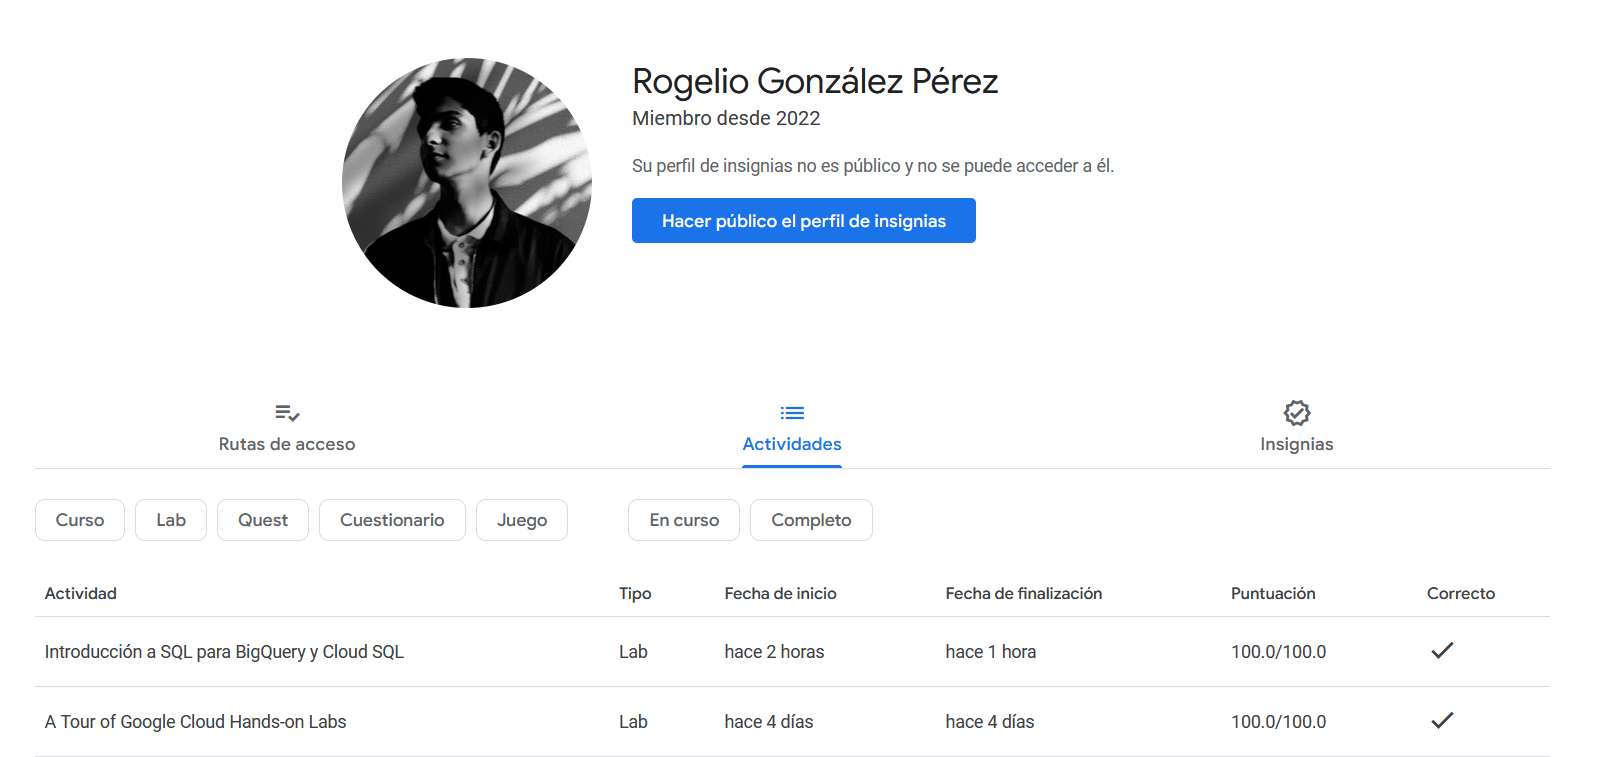 Rogelio González Pérez
Miembro desde 2022
Su perfil de insignias no es público y no se puede acceder a él.
Hacer público el perfil de insignias
Rutas de acceso Actividades Insignias
Curso Lab Quest Cuestionario Juego En curso Completo
Actividad Tipo Fecha de inicio Fecha de finalización Puntuación Correcto
Introducción a SQL para BigQuery y Cloud SQL Lab hace 2 horas hace 1 hora 100.0/100.0
A Tour of Google Cloud Hands-on Labs Lab hace 4 días hace 4 días 100.0/100.0